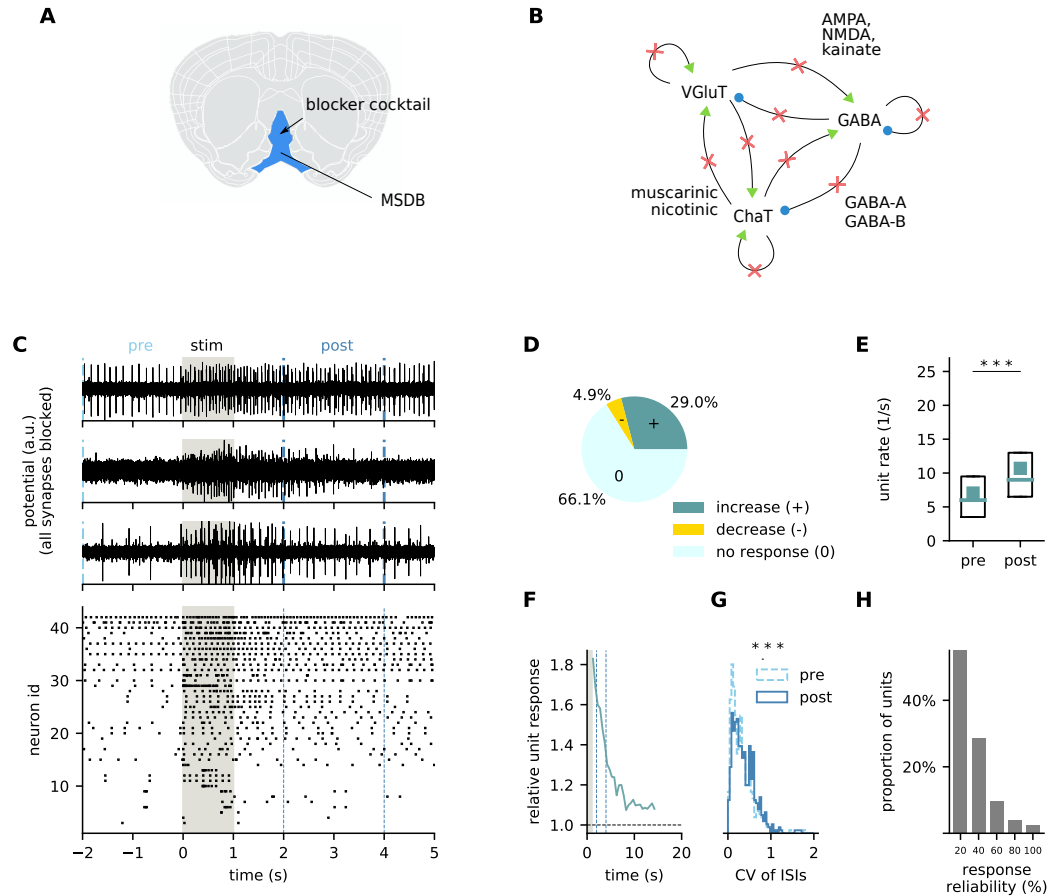 A
blocker cocktail
MSDB
B
AMPA,
NMDA,
kainate
VGluT
GABA
muscarinic
nicotinic
ChaT
GABA-A
GABA-B
C
pre
stim
post
potential (a.u.)
(all synapses blocked)
neuron id
40
30
20
10
−2
−1
0
1
2
3
4
5
time (s)
D
4.9%
29.0%
-
+
0
66.1%
increase (+)
decrease (-)
no response (0)
E
***
unit rate (1/s)
25
20
15
10
5
0
pre
post
F
relative unit response
1.8
1.6
1.4
1.2
1.0
0
10
20
time (s)
G
***
pre
post
0
1
2
CV of ISIs
H
proportion of units
40%
20%
20
40
60
80
100
response
reliability (%)